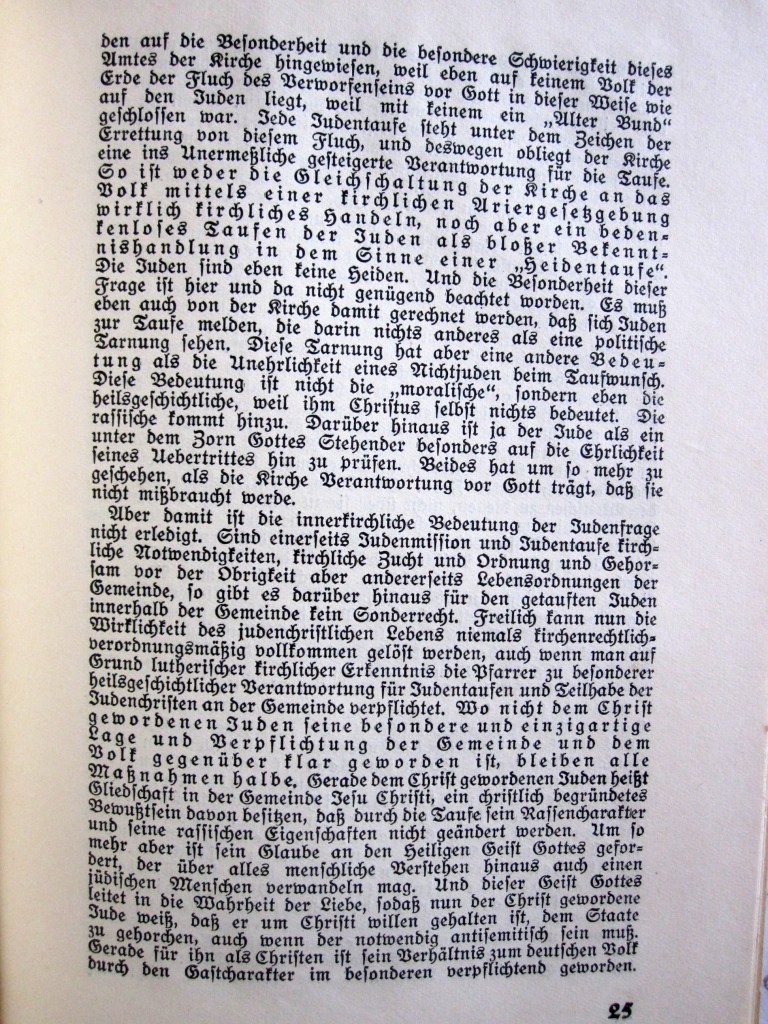 den auf die Besonderheit und die besondere Schwierigkeit dieses
Amtes der Kirche hingewiesen, weil eben auf keinem Volk der
Erde der Fluch des Verworfenseins vor Gott in dieser Weise wie
auf den Juden liegt, weil mit keinem ein „Alter Bund“
geschlossen war. Jede Judentaufe steht unter dem Zeichen der
Errettung von diesem Fluch, und deswegen obliegt der Kirche
eine ins Unermeßliche gesteigerte Verantwortung für die Taufe.
So ist weder die Gleichschaltung der Kirche an das
Volk mittels einer kirchlichen Ariergesetzgebung
wirklich kirchliches Handeln, noch aber ein beden-
kenloses Taufen der Juden als bloßer Bekennt-
nishandlung in dem Sinne einer „Heidentaufe“.
Die Juden sind eben keine Heiden. Und die Besonderheit dieser
Frage ist hier und da nicht genügend beachtet worden. Es muß
eben auch von der Kirche damit gerechnet werden, daß sich Juden
zur Taufe melden, die darin nichts anderes als eine politische
Tarnung sehen. Diese Tarnung hat aber eine andere Bedeu-
tung als die Unehrlichkeit eines Nichtjuden beim Taufwunsch.
Diese Bedeutung ist nicht die „moralische“, sondern eben die
heilsgeschichtliche, weil ihm Christus selbst nichts bedeutet. Die
rassische kommt hinzu. Darüber hinaus ist ja der Jude als ein
unter dem Zorn Gottes Stehender besonders auf die Ehrlichkeit
seines Uebertrittes hin zu prüfen. Beides hat um so mehr zu
geschehen, als die Kirche Verantwortung vor Gott trägt, daß sie
nicht mißbraucht werde.
Aber damit ist die innerkirchliche Bedeutung der Judenfrage
nicht erledigt. Sind einerseits Judenmission und Judentaufe kirch-
liche Notwendigkeiten, kirchliche Zucht und Ordnung und Gehor-
sam vor der Obrigkeit aber andererseits Lebensordnungen der
Gemeinde, so gibt es darüber hinaus für den getauften Juden
innerhalb der Gemeinde kein Sonderrecht. Freilich kann nun die
Wirklichkeit des judenchristlichen Lebens niemals kirchenrechtlich-
verordnungsmäßig vollkommen gelöst werden, auch wenn man auf
Grund lutherischer kirchlicher Erkenntnis die Pfarrer zu besonderer
heilsgeschichtlicher Verantwortung für Judentaufen und Teilhabe der
Judenchristen an der Gemeinde verpflichtet. Wo nicht dem Christ
gewordenen Juden seine besondere und einzigartige
Lage und Verpflichtung der Gemeinde und dem
Volk gegenüber klar geworden ist, bleiben alle
Maßnahmen halbe. Gerade dem Christ gewordenen Juden heißt
Gliedschaft in der Gemeinde Jesu Christi, ein christlich begründetes
Bewußtsein davon besitzen, daß durch die Taufe sein Rassencharakter
und seine rassischen Eigenschaften nicht geändert werden. Um so
mehr aber ist sein Glaube an den Heiligen Geist Gottes gefor-
dert, der über alles menschliche Verstehen hinaus auch einen
jüdischen Menschen verwandeln mag. Und dieser Geist Gottes
leitet in die Wahrheit der Liebe, sodaß nun der Christ gewordene
Jude weiß, daß er um Christi willen gehalten ist, dem Staate
zu gehorchen, auch wenn der notwendig antisemitisch sein muß.
Gerade für ihn als Christen ist sein Verhältnis zum deutschen Volk
durch den Gastcharakter im besonderen verpflichtend geworden.
25